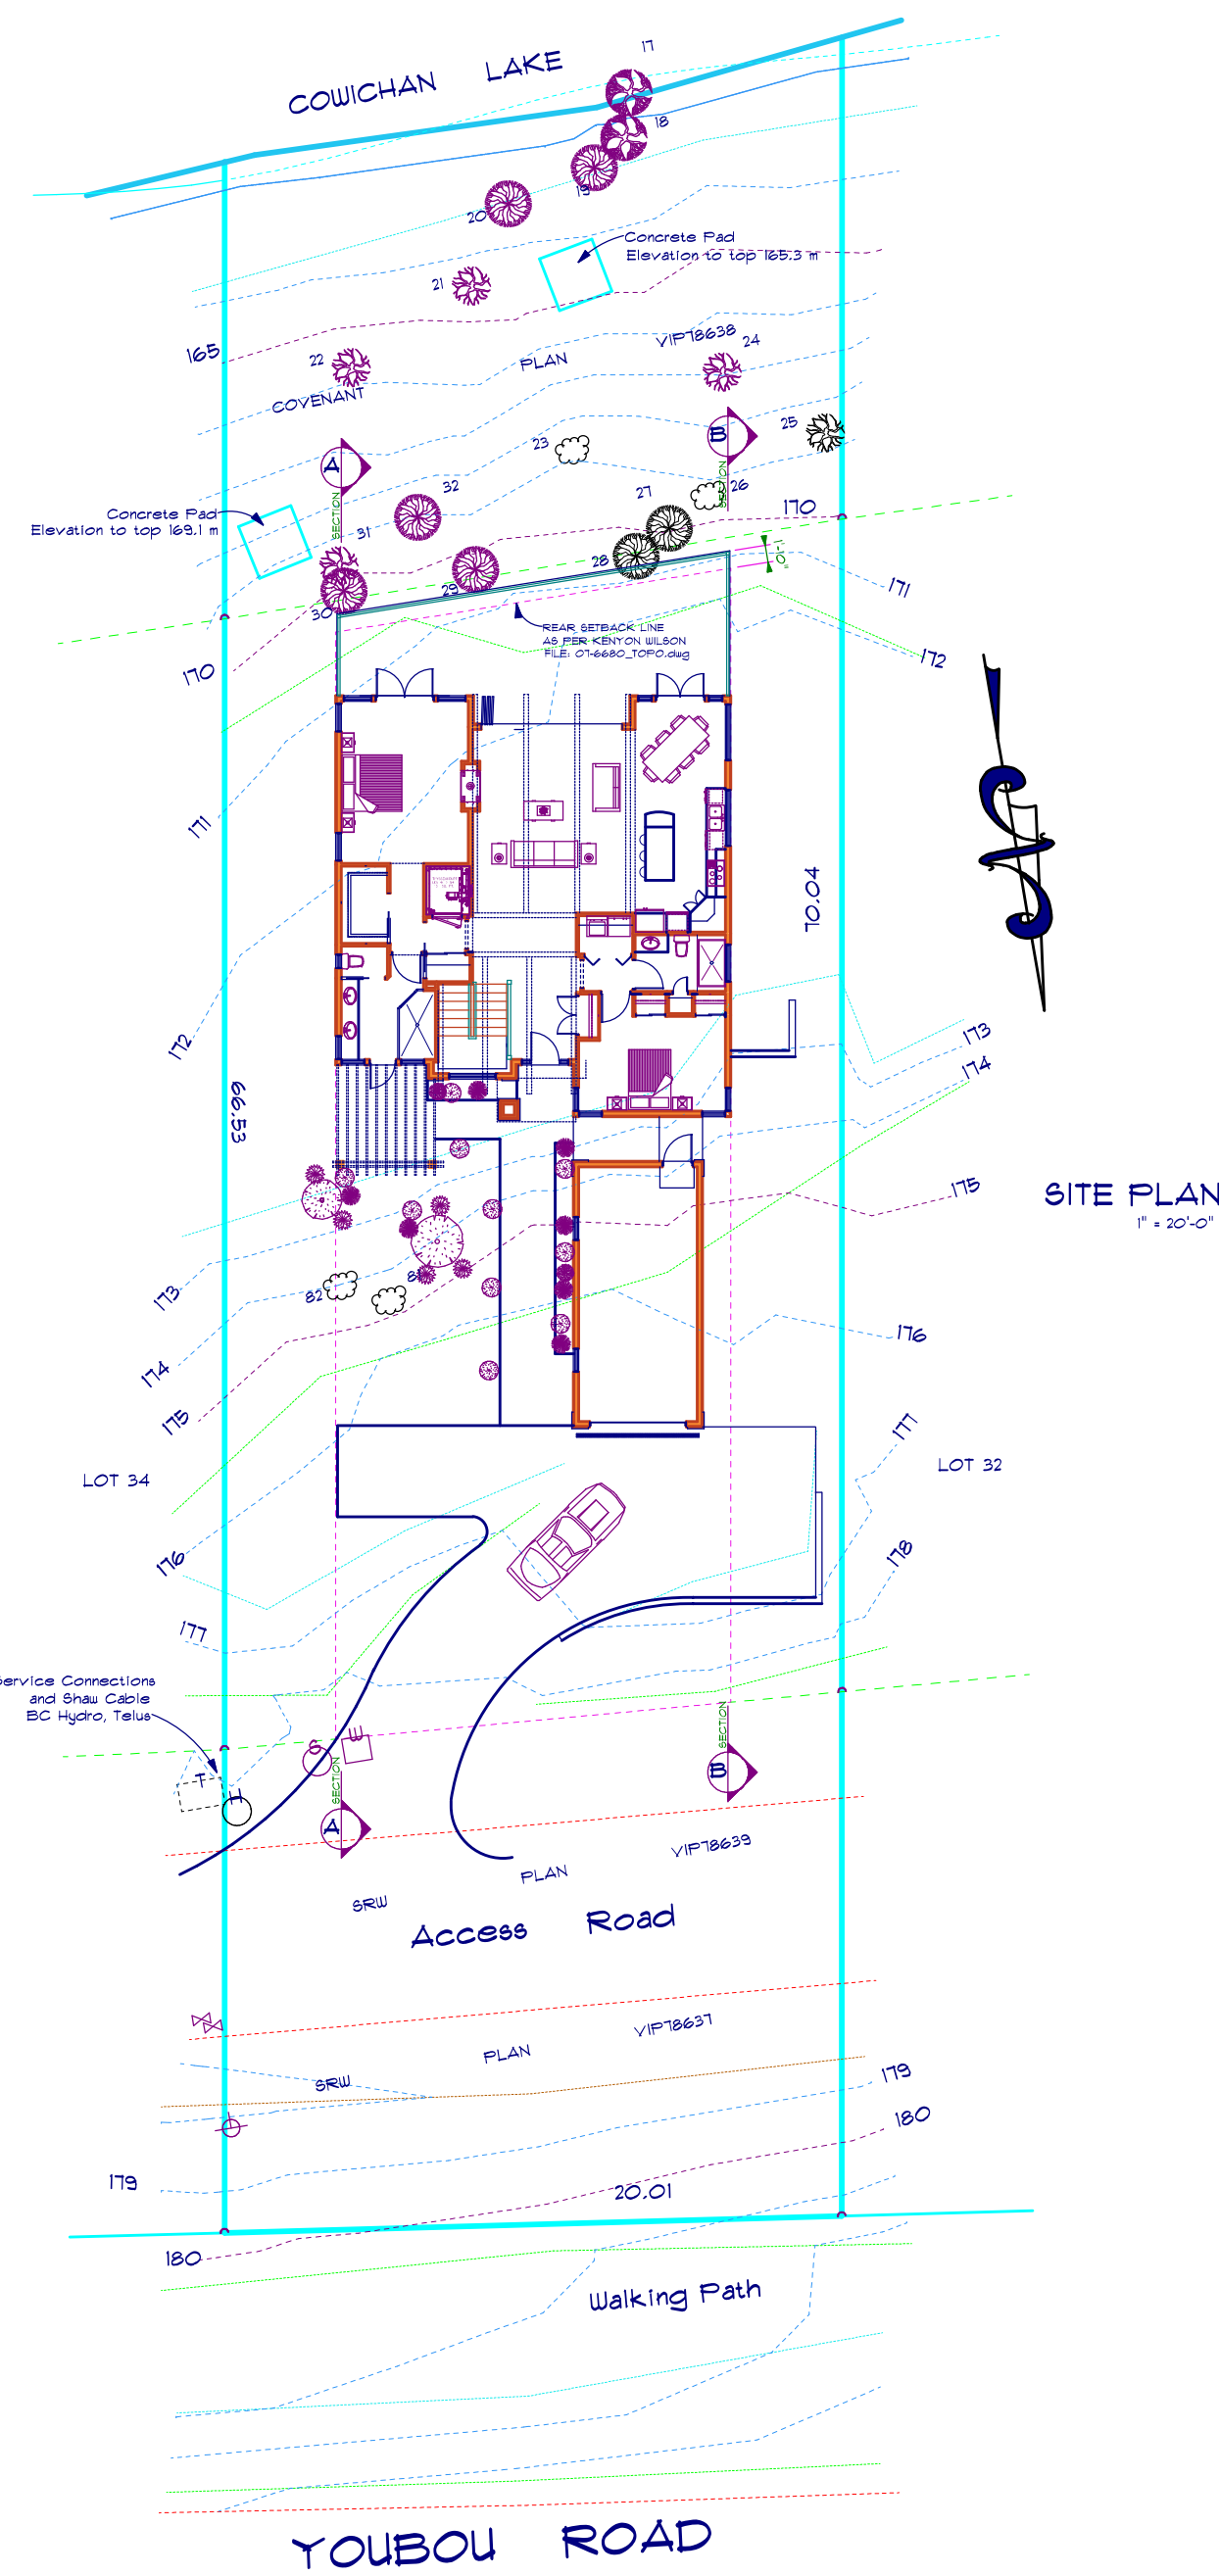 COWICHAN LAKE
17
18
19
20
Concrete Pad
Elevation to top 165.3 m
21
165
22
PLAN VIP78638
24
COVENANT
23
B
25
A
SECTION
SECTION
32
27
26
Concrete Pad
Elevation to top 169.1 m
170
31
28
29
30
171
REAR SETBACK LINE
AS PER KENYON WILSON
FILE: 07-6680_TOPO.dwg
172
170
171
70.04
172
173
174
66.53
175
SITE PLAN
1" = 20'-0"
82
173
176
174
175
177
LOT 34
LOT 32
176
178
177
Service Connections
and Shaw Cable
BC Hydro, Telus
S
W
SECTION
SECTION
T
H
B
A
PLAN VIP78639
SRW
Access Road
PLAN VIP78637
SRW
179
180
179
20.01
180
Walking Path
YOUBOU ROAD